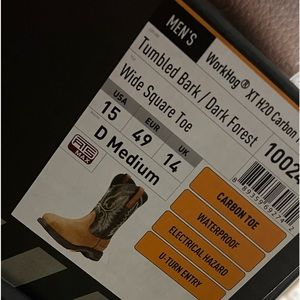 MEN'S
WorkHog® XT H2O Carbon
Tumbled Bark / Dark Forest
Wide Square Toe
USA EUR UK
15 49 14
D Medium
CARBON TOE
WATERPROOF
ELECTRICAL HAZARD
U-TURN ENTRY